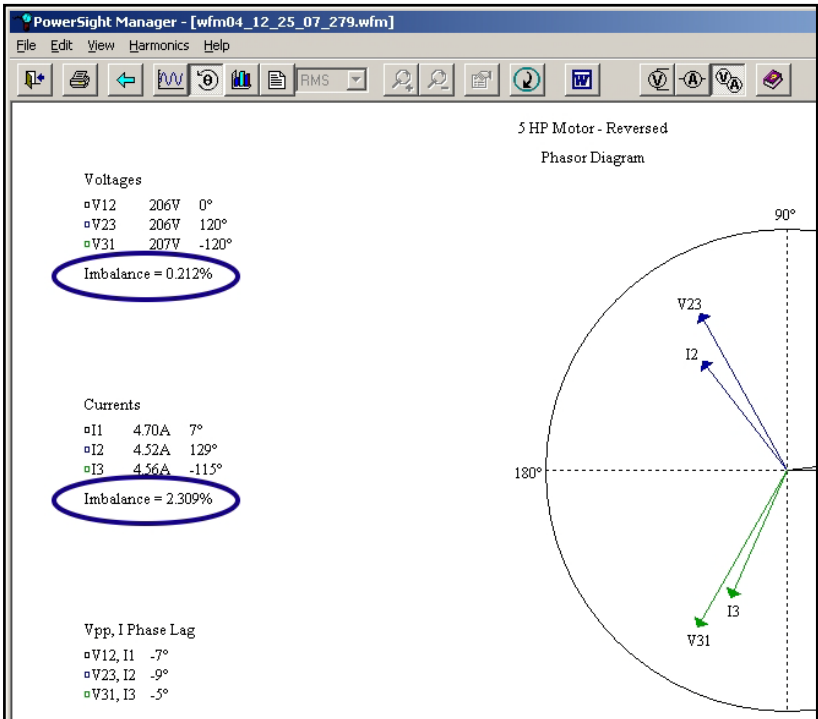 PowerSight Manager - [wfm04_12_25_07_279.wfm]
File Edit View Harmonics Help
RMS
W
V A V A
5 HP Motor - Reversed
Phasor Diagram
Voltages
V12 206V 0°
V23 206V 120°
V31 207V -120°
Imbalance = 0.212%
Currents
I1 4.70A 7°
I2 4.52A 129°
I3 4.56A -115°
Imbalance = 2.309%
Vpp, I Phase Lag
V12, I1 -7°
V23, I2 -9°
V31, I3 -5°
90°
V23
I2
180°
I3
V31